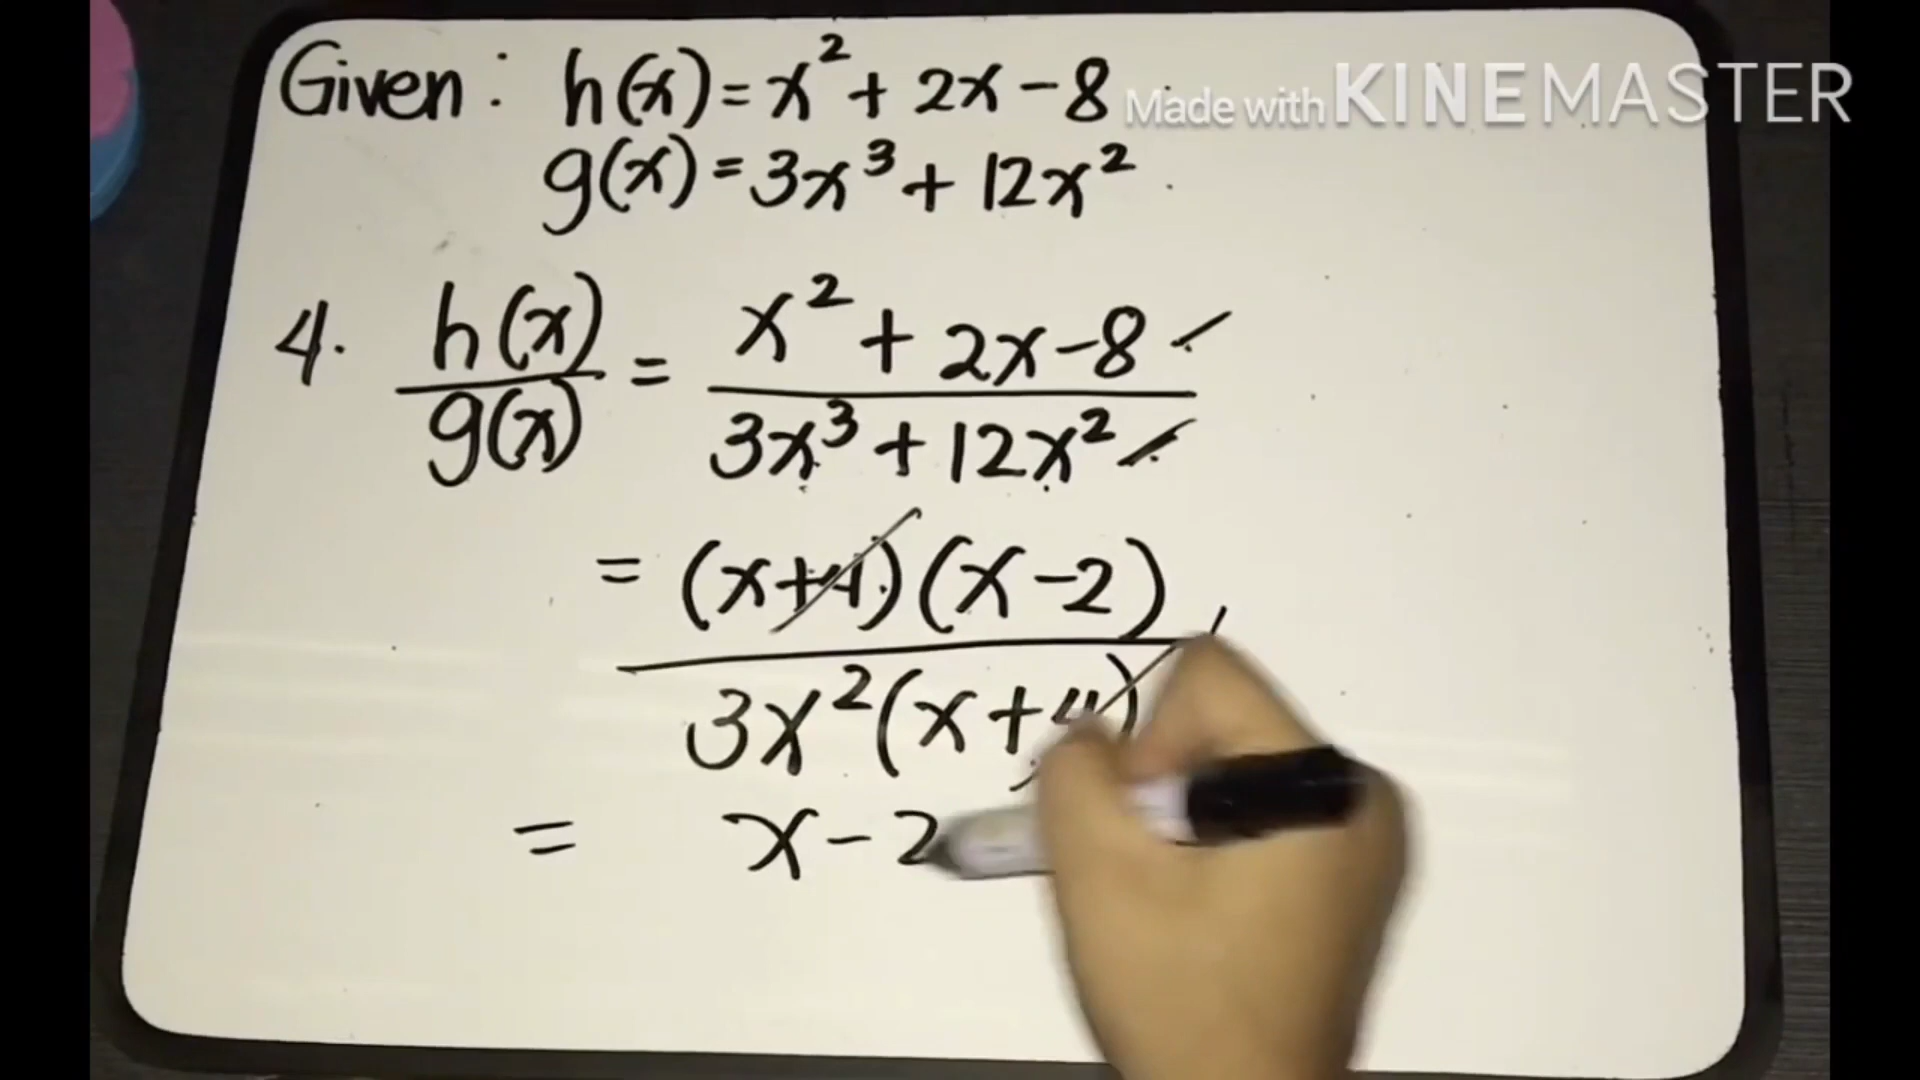 Given: h(x) = x² + 2x - 8
Made with KINEMASTER
g(x) = 3x³ + 12x²
4. h(x)/g(x) = x² + 2x - 8 / 3x³ + 12x²
= (x+4)(x-2) / 3x²(x+4)
= x - 2